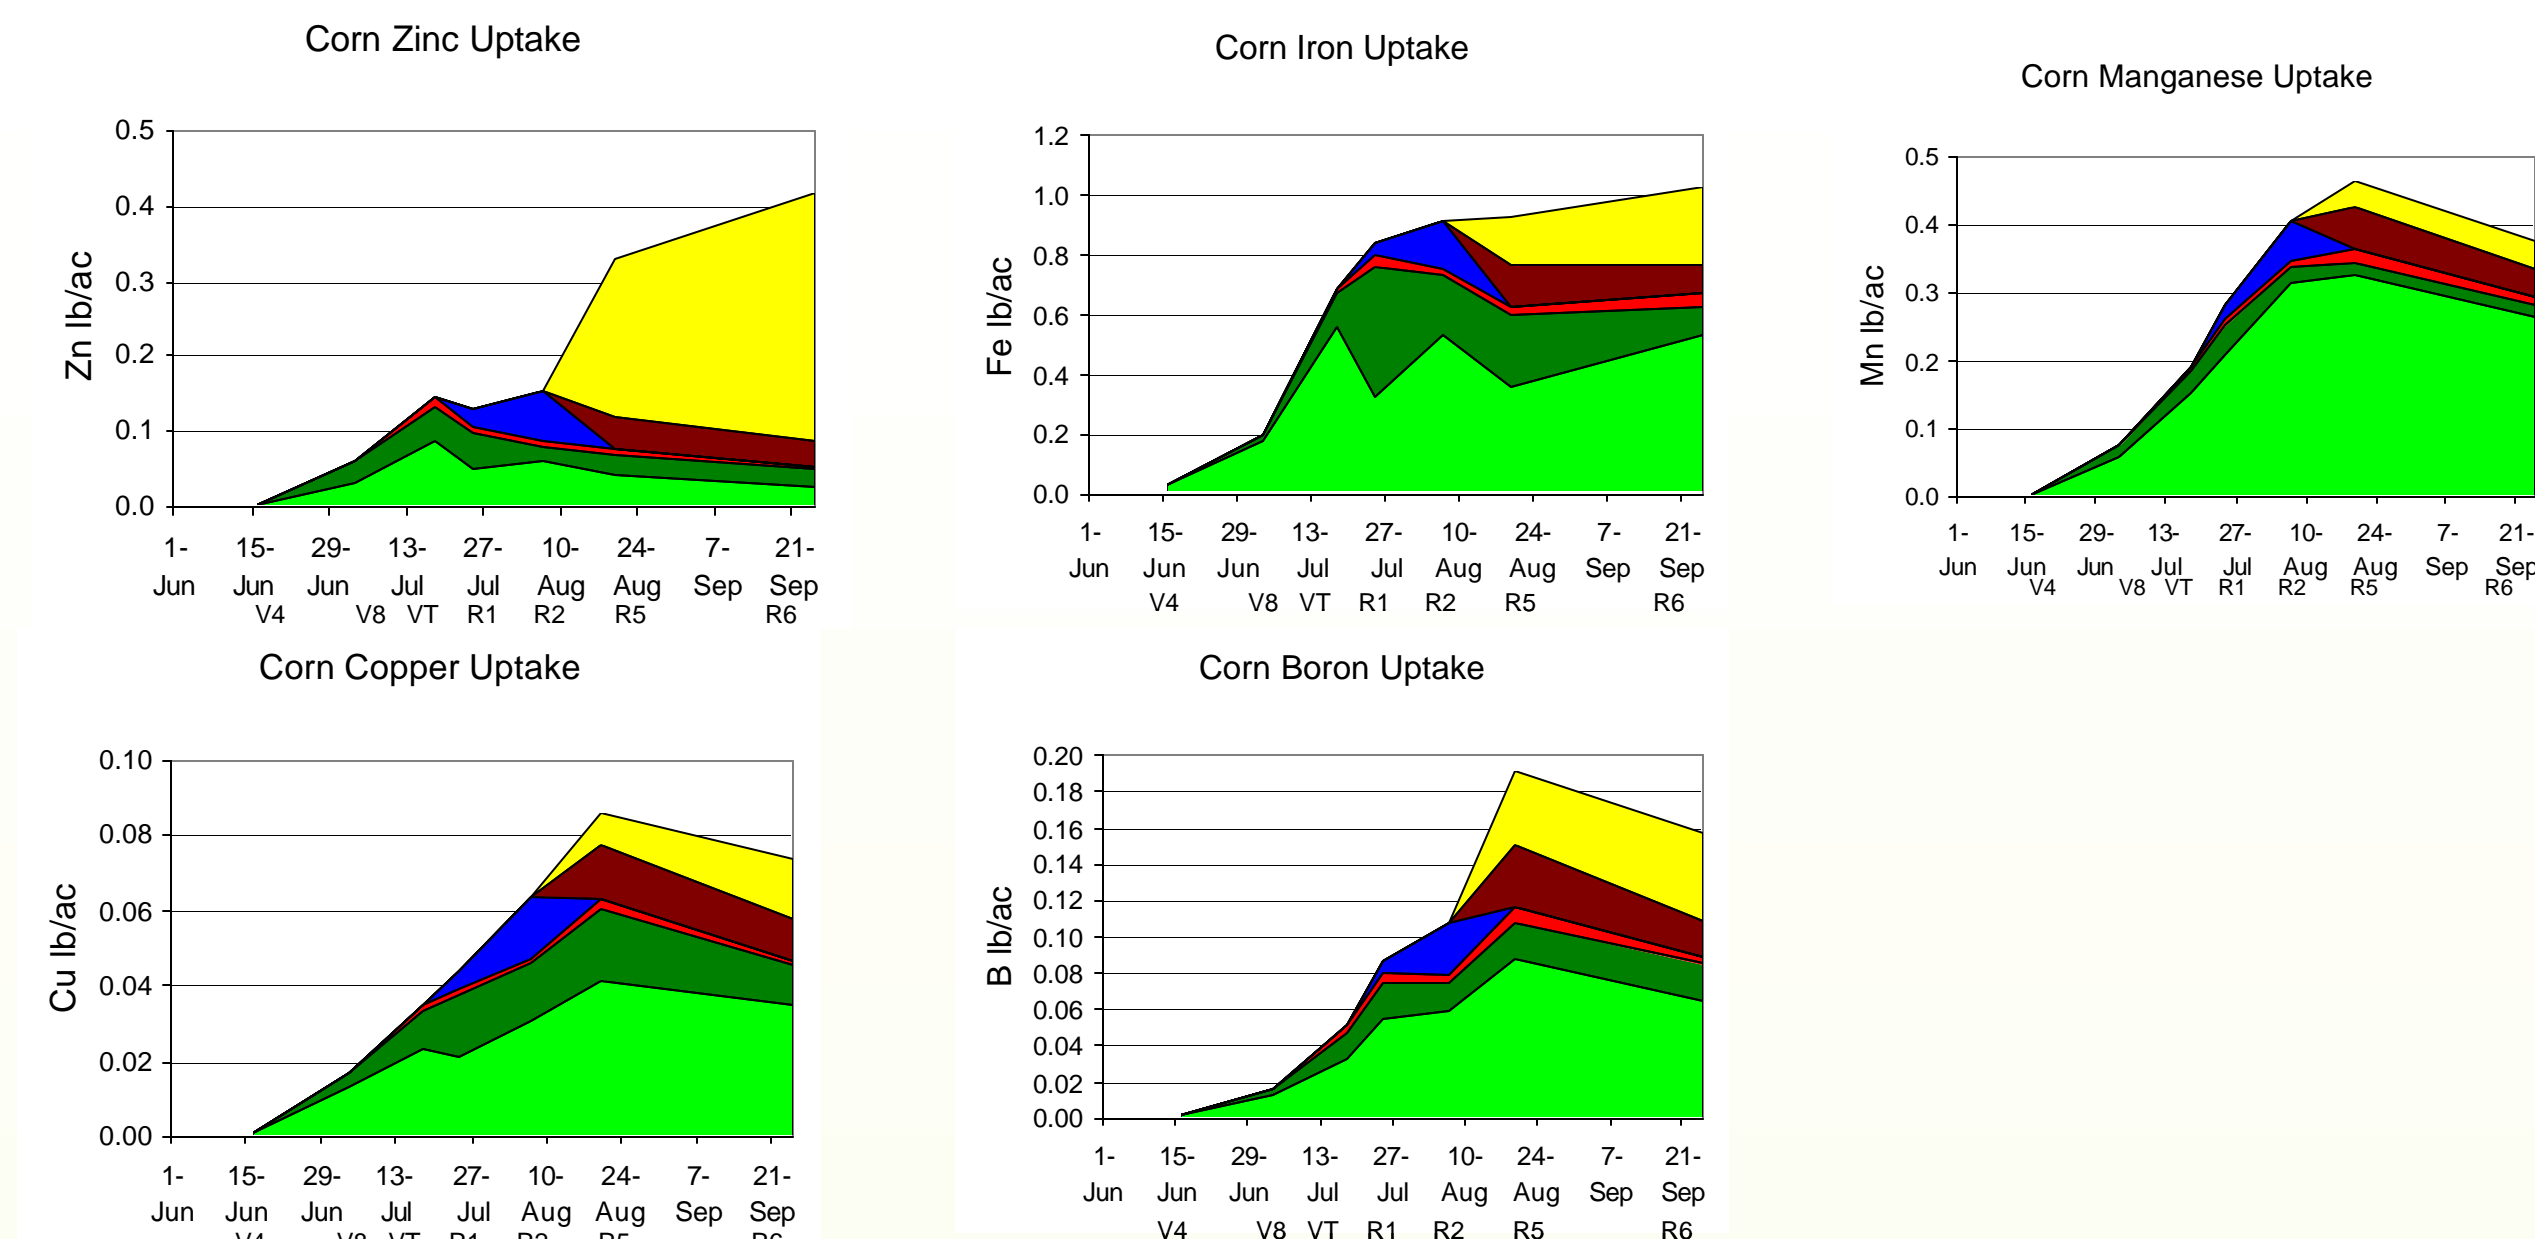 Corn Zinc Uptake
Zn lb/ac
0.5
0.4
0.3
0.2
0.1
0.0
1- 15- 29- 13- 27- 10- 24- 7- 21-
Jun Jun Jun Jul Jul Aug Aug Sep Sep
V4 V8 VT R1 R2 R5 R6
Corn Iron Uptake
Fe lb/ac
1.2
1.0
0.8
0.6
0.4
0.2
0.0
1- 15- 29- 13- 27- 10- 24- 7- 21-
Jun Jun Jun Jul Jul Aug Aug Sep Sep
V4 V8 VT R1 R2 R5 R6
Corn Manganese Uptake
Mn lb/ac
0.5
0.4
0.3
0.2
0.1
0.0
1- 15- 29- 13- 27- 10- 24- 7- 21-
Jun Jun Jun Jul Jul Aug Aug Sep Sep
V4 V8 VT R1 R2 R5 R6
Corn Copper Uptake
Cu lb/ac
0.10
0.08
0.06
0.04
0.02
0.00
1- 15- 29- 13- 27- 10- 24- 7- 21-
Jun Jun Jun Jul Jul Aug Aug Sep Sep
V4 V8 VT R1 R2 R5 R6
Corn Boron Uptake
B lb/ac
0.20
0.18
0.16
0.14
0.12
0.10
0.08
0.06
0.04
0.02
0.00
1- 15- 29- 13- 27- 10- 24- 7- 21-
Jun Jun Jun Jul Jul Aug Aug Sep Sep
V4 V8 VT R1 R2 R5 R6